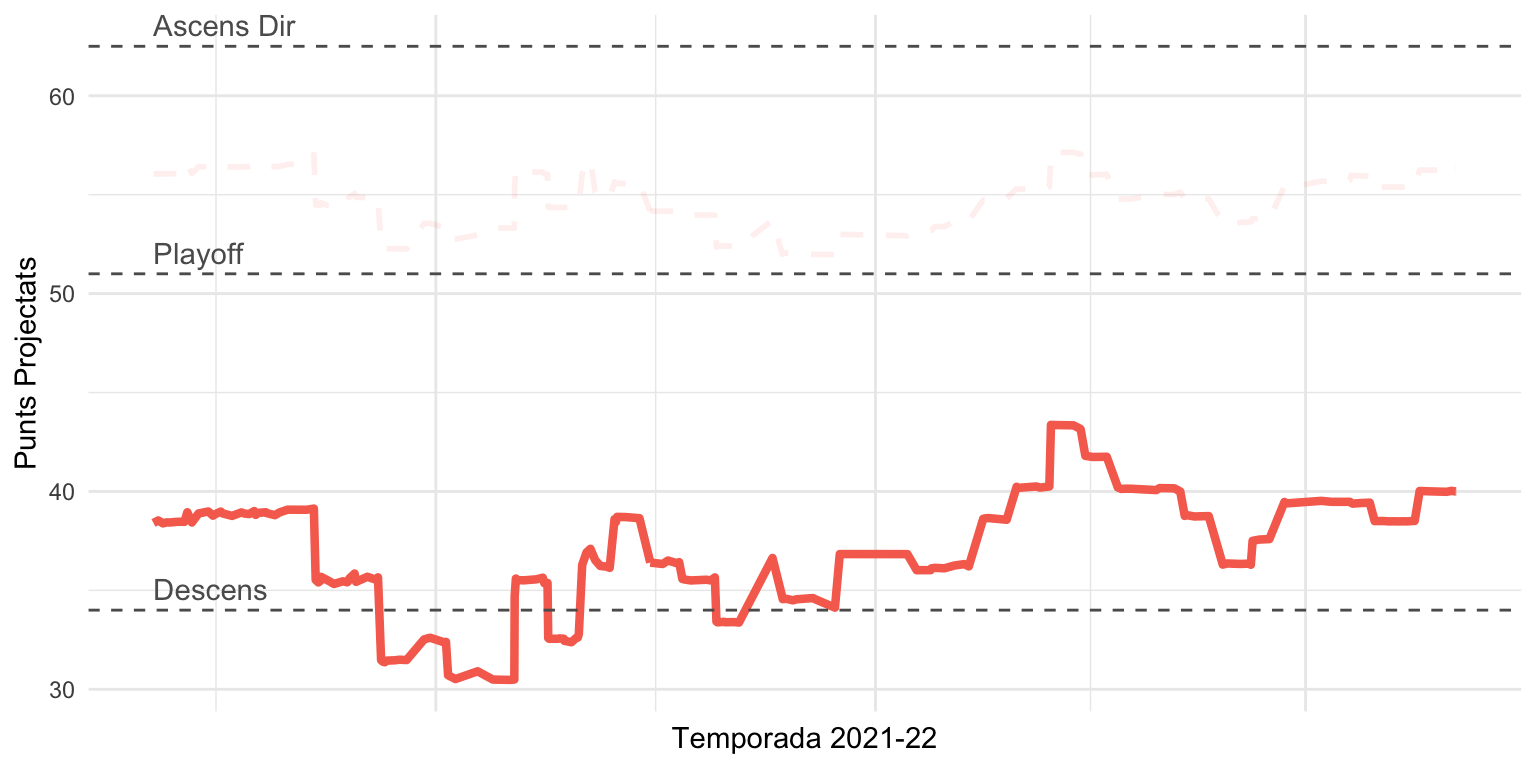 Ascens Dir
60
Playoff
50
Punts Projectats
40
Descens
30
Temporada 2021-22